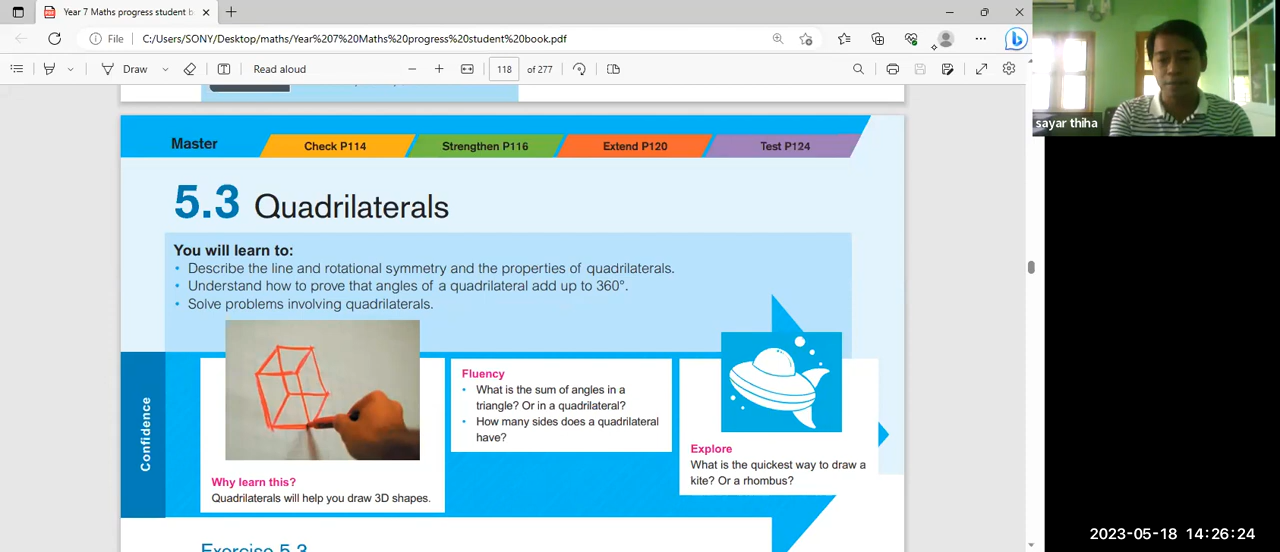 Year 7 Maths progress student b
File
C:/Users/SONY/Desktop/maths/Year%207%20Maths%20progress%20student%20book.pdf
Draw
Read aloud
118 of 277
sayar thiha
Master
Check P114
Strengthen P116
Extend P120
Test P124
5.3 Quadrilaterals
You will learn to:
• Describe the line and rotational symmetry and the properties of quadrilaterals.
• Understand how to prove that angles of a quadrilateral add up to 360°.
• Solve problems involving quadrilaterals.
Confidence
Why learn this?
Quadrilaterals will help you draw 3D shapes.
Fluency
• What is the sum of angles in a
triangle? Or in a quadrilateral?
• How many sides does a quadrilateral
have?
Explore
What is the quickest way to draw a
kite? Or a rhombus?
Exercise 5.3
2023-05-18 14:26:24